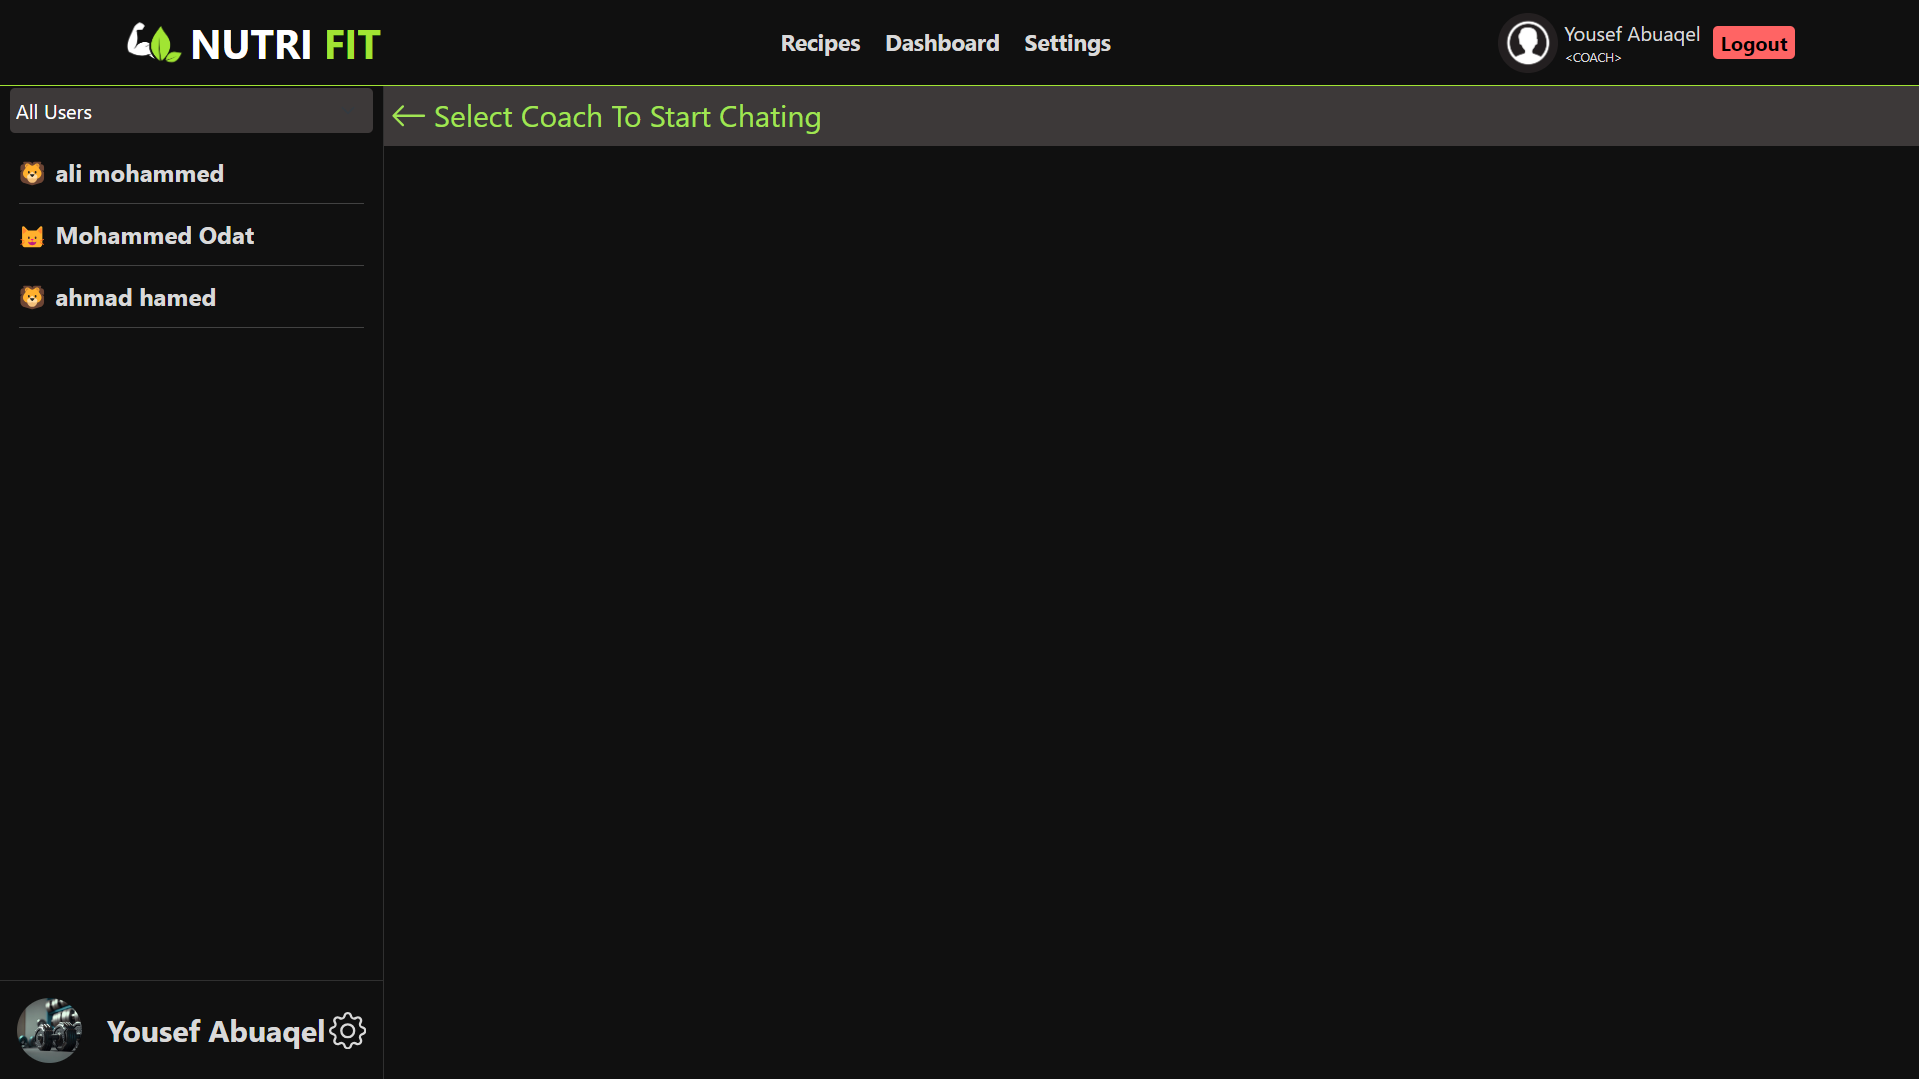 NUTRI FIT
Recipes Dashboard Settings
Yousef Abuaqel
<COACH>
Logout
All Users
ali mohammed
Mohammed Odat
ahmad hamed
Select Coach To Start Chating
Yousef Abuaqel